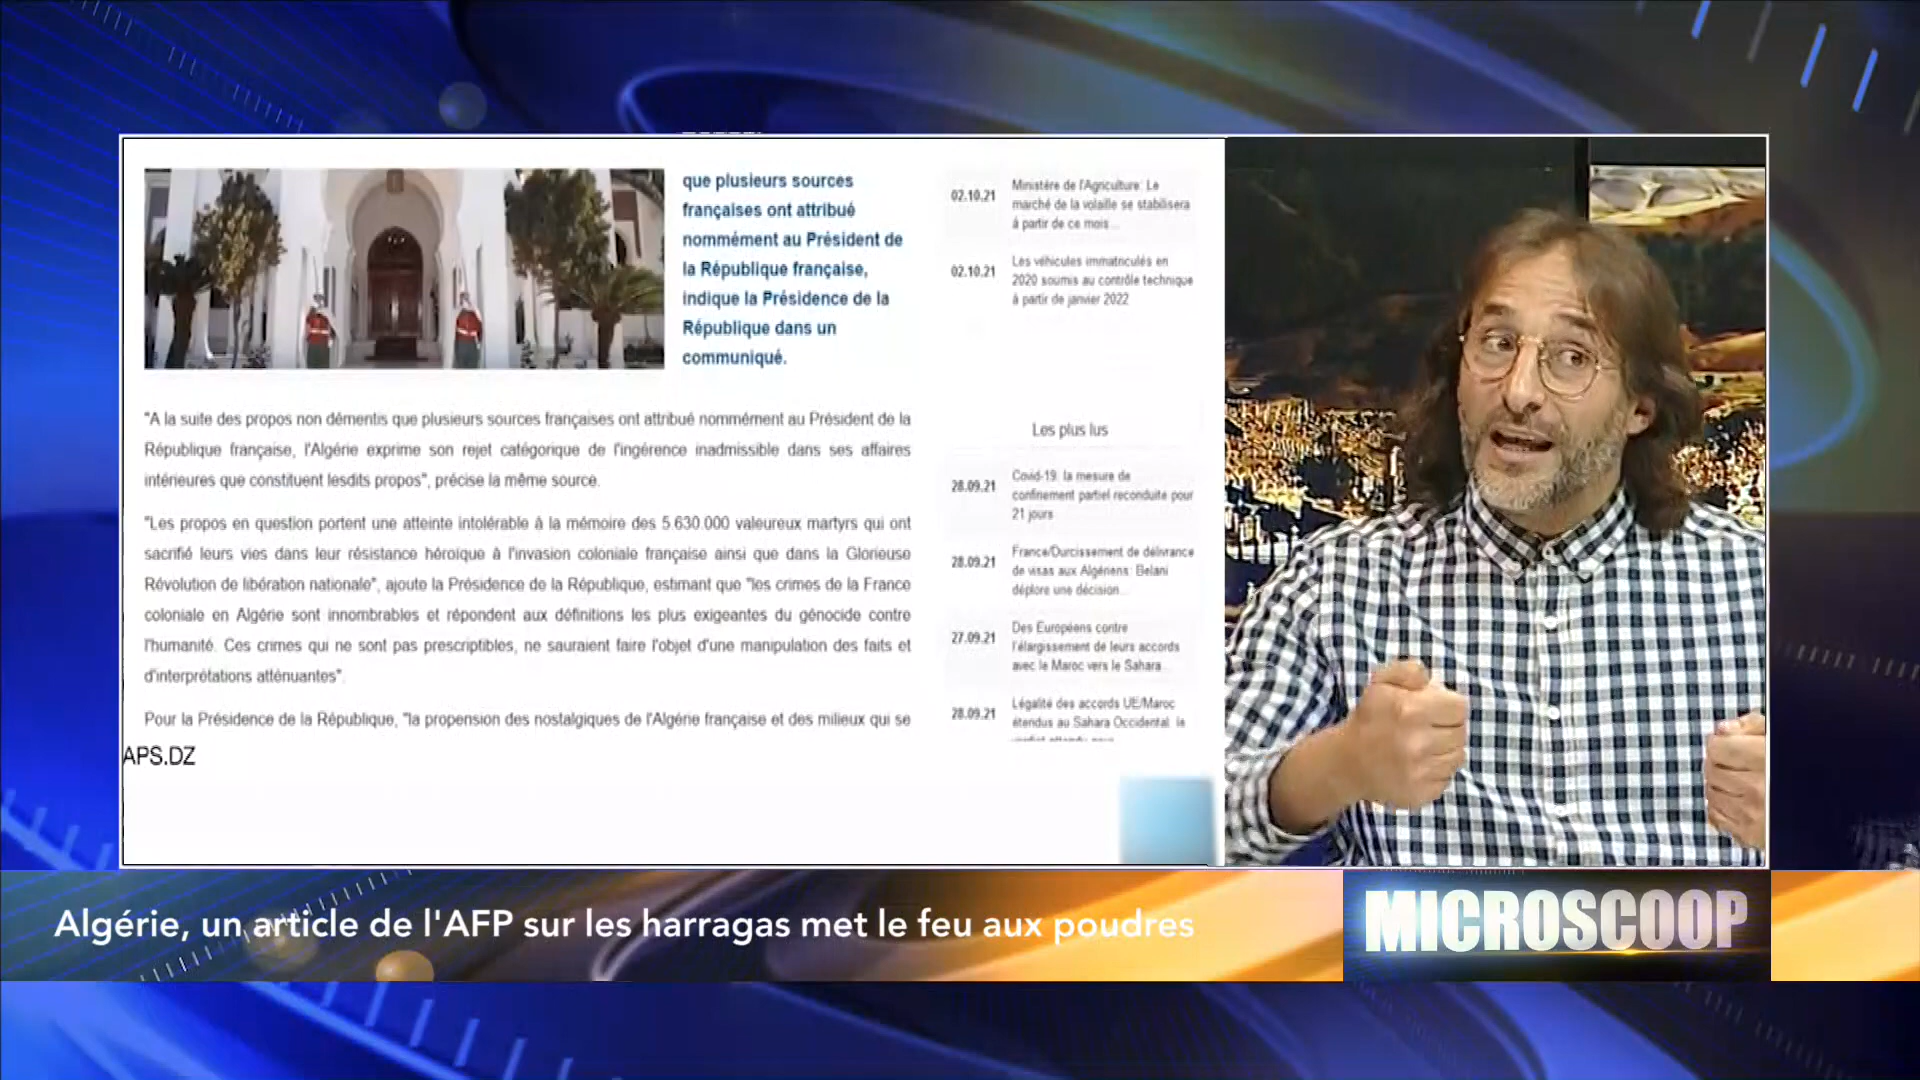 que plusieurs sources
françaises ont attribué
nommément au Président de
la République française,
indique la Présidence de la
République dans un
communiqué.
"A la suite des propos non démentis que plusieurs sources françaises ont attribué nommément au Président de la
République française, l'Algérie exprime son rejet catégorique de l'ingérence inadmissible dans ses affaires
intérieures que constituent lesdits propos", précise la même source.
"Les propos en question portent une atteinte intolérable à la mémoire des 5.630.000 valeureux martyrs qui ont
sacrifié leurs vies dans leur résistance héroïque à l'invasion coloniale française ainsi que dans la Glorieuse
Révolution de libération nationale", ajoute la Présidence de la République, estimant que "les crimes de la France
coloniale en Algérie sont innombrables et répondent aux définitions les plus exigeantes du génocide contre
l'humanité. Ces crimes qui ne sont pas prescriptibles, ne sauraient faire l'objet d'une manipulation des faits et
d'interprétations atténuantes".
Pour la Présidence de la République, "la propension des nostalgiques de l'Algérie française et des milieux qui se
APS.DZ
02.10.21
Ministère de l'Agriculture: Le
marché de la volaille se stabilisera
à partir de ce mois...
02.10.21
Les véhicules immatriculés en
2020 soumis au contrôle technique
à partir de janvier 2022
Les plus lus
28.09.21
Covid-19: la mesure de
confinement partiel reconduite pour
21 jours
28.09.21
France/Durcissement de délivrance
de visas aux Algériens: Belani
déplore une décision...
27.09.21
Des Européens contre
l'élargissement de leurs accords
avec le Maroc vers le Sahara...
28.09.21
Légalité des accords UE/Maroc
étendus au Sahara Occidental: le
Algérie, un article de l'AFP sur les harragas met le feu aux poudres
MICROSCOOP